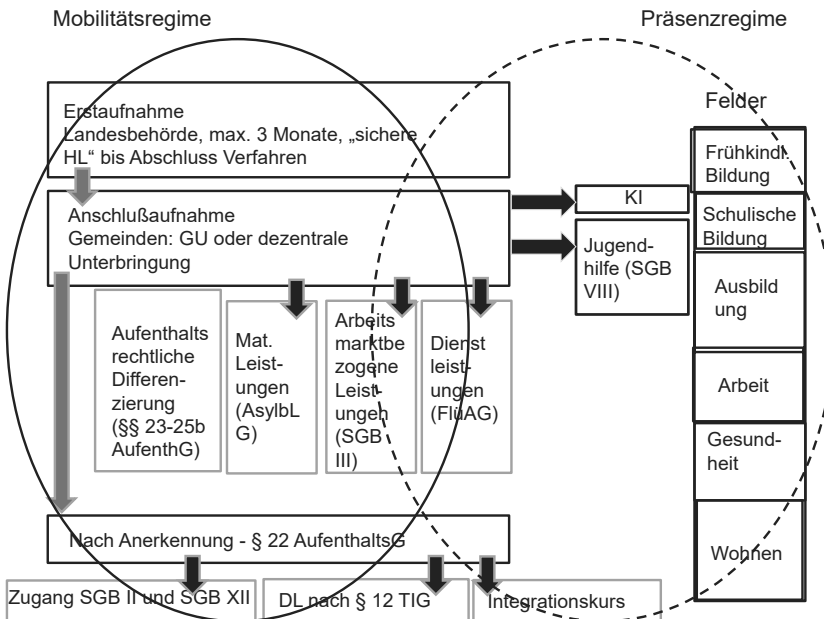 Mobilitätsregime
Präsenzregime
Erstaufnahme
Landesbehörde, max. 3 Monate, „sichere
HL“ bis Abschluss Verfahren
Anschlußaufnahme
Gemeinden: GU oder dezentrale
Unterbringung
Aufenthalts
rechtliche
Differen-
zierung
(§§ 23-25b
AufenthG)
Mat.
Leist-
ungen
(AsylbL
G)
Arbeits
marktbe
zogene
Leist-
ungen
(SGB
III)
Dienst
leist-
ungen
(FlüAG)
KI
Jugend-
hilfe (SGB
VIII)
Felder
Frühkindl.
Bildung
Schulische
Bildung
Ausbild
ung
Arbeit
Gesund-
heit
Wohnen
Nach Anerkennung - § 22 AufenthaltsG
Zugang SGB II und SGB XII
DL nach § 12 TIG
Integrationskurs